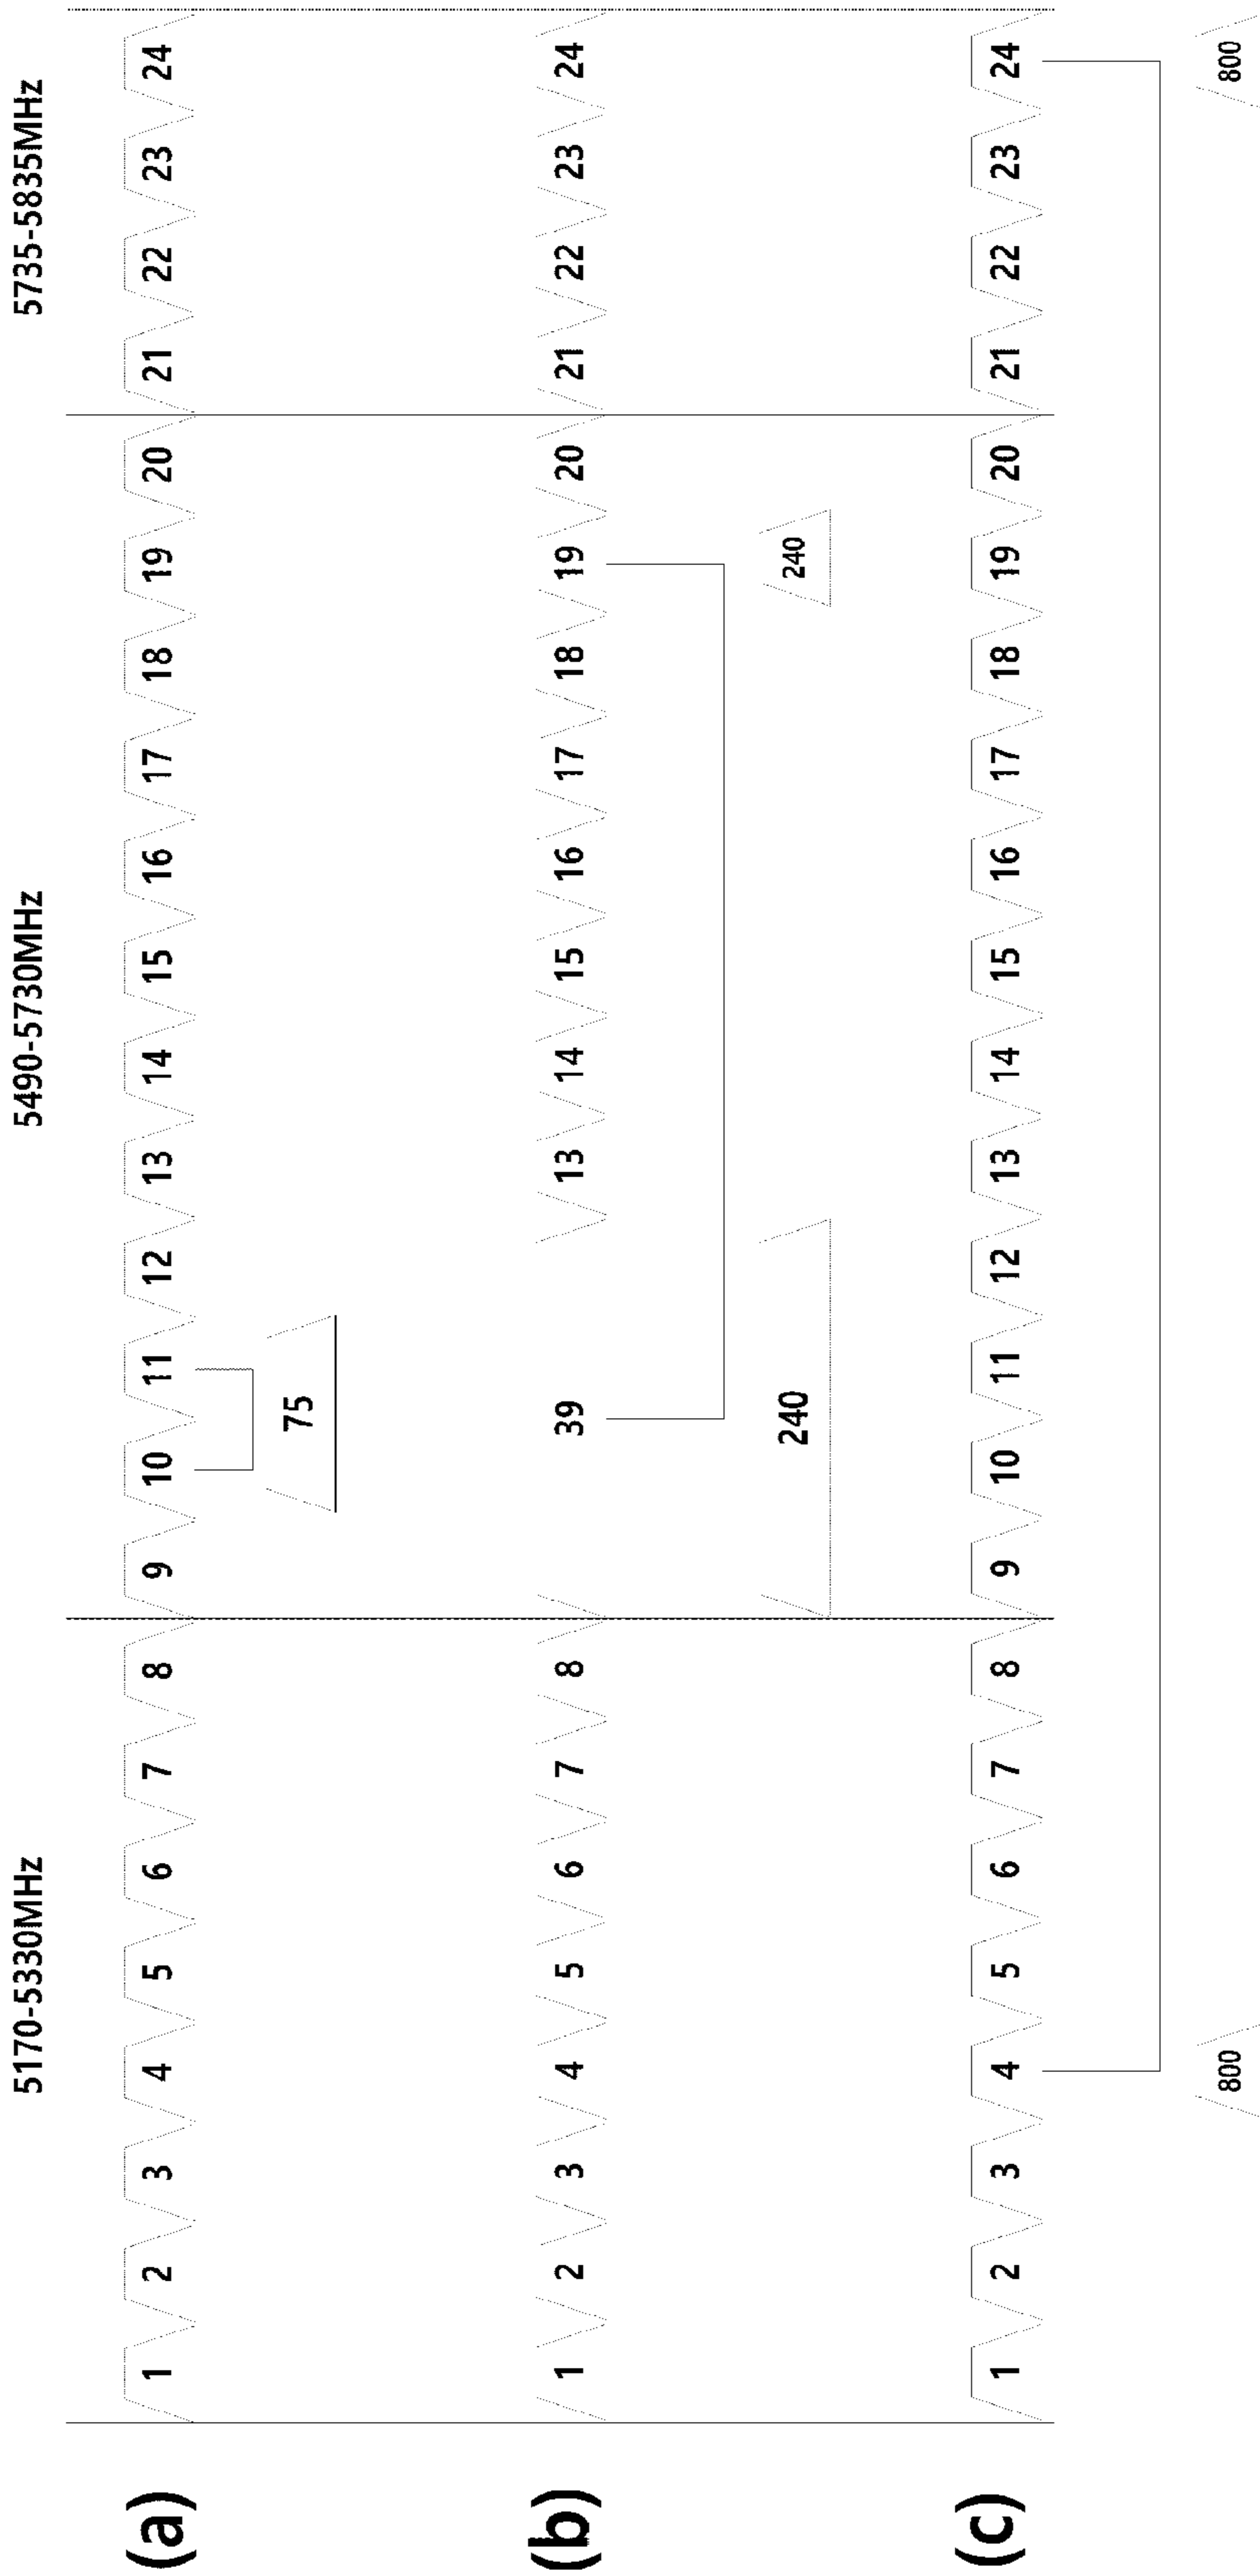 5170-5330MHz 5490-5730MHz 5735-5835MHz
(a) 1 2 3 4 5 6 7 8 9 10 11 12 13 14 15 16 17 18 19 20 21 22 23 24
75
(b) 1 2 3 4 5 6 7 8 39 13 14 15 16 17 18 19 20 21 22 23 24
240 240
(c) 1 2 3 4 5 6 7 8 9 10 11 12 13 14 15 16 17 18 19 20 21 22 23 24
800 800